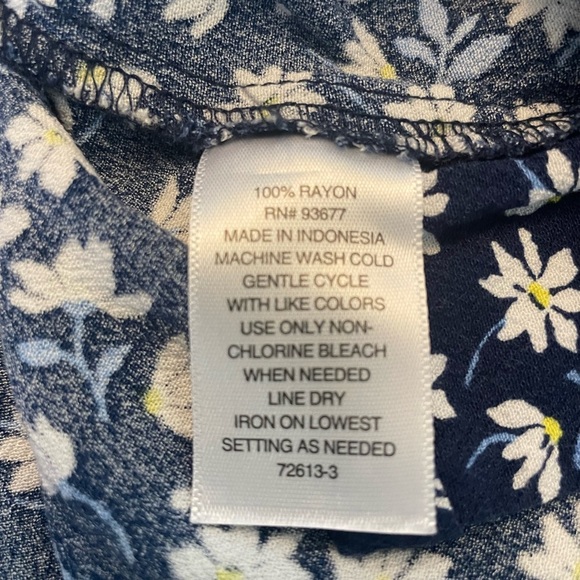 100% RAYON
RN# 93677
MADE IN INDONESIA
MACHINE WASH COLD
GENTLE CYCLE
WITH LIKE COLORS
USE ONLY NON-
CHLORINE BLEACH
WHEN NEEDED
LINE DRY
IRON ON LOWEST
SETTING AS NEEDED
72613-3